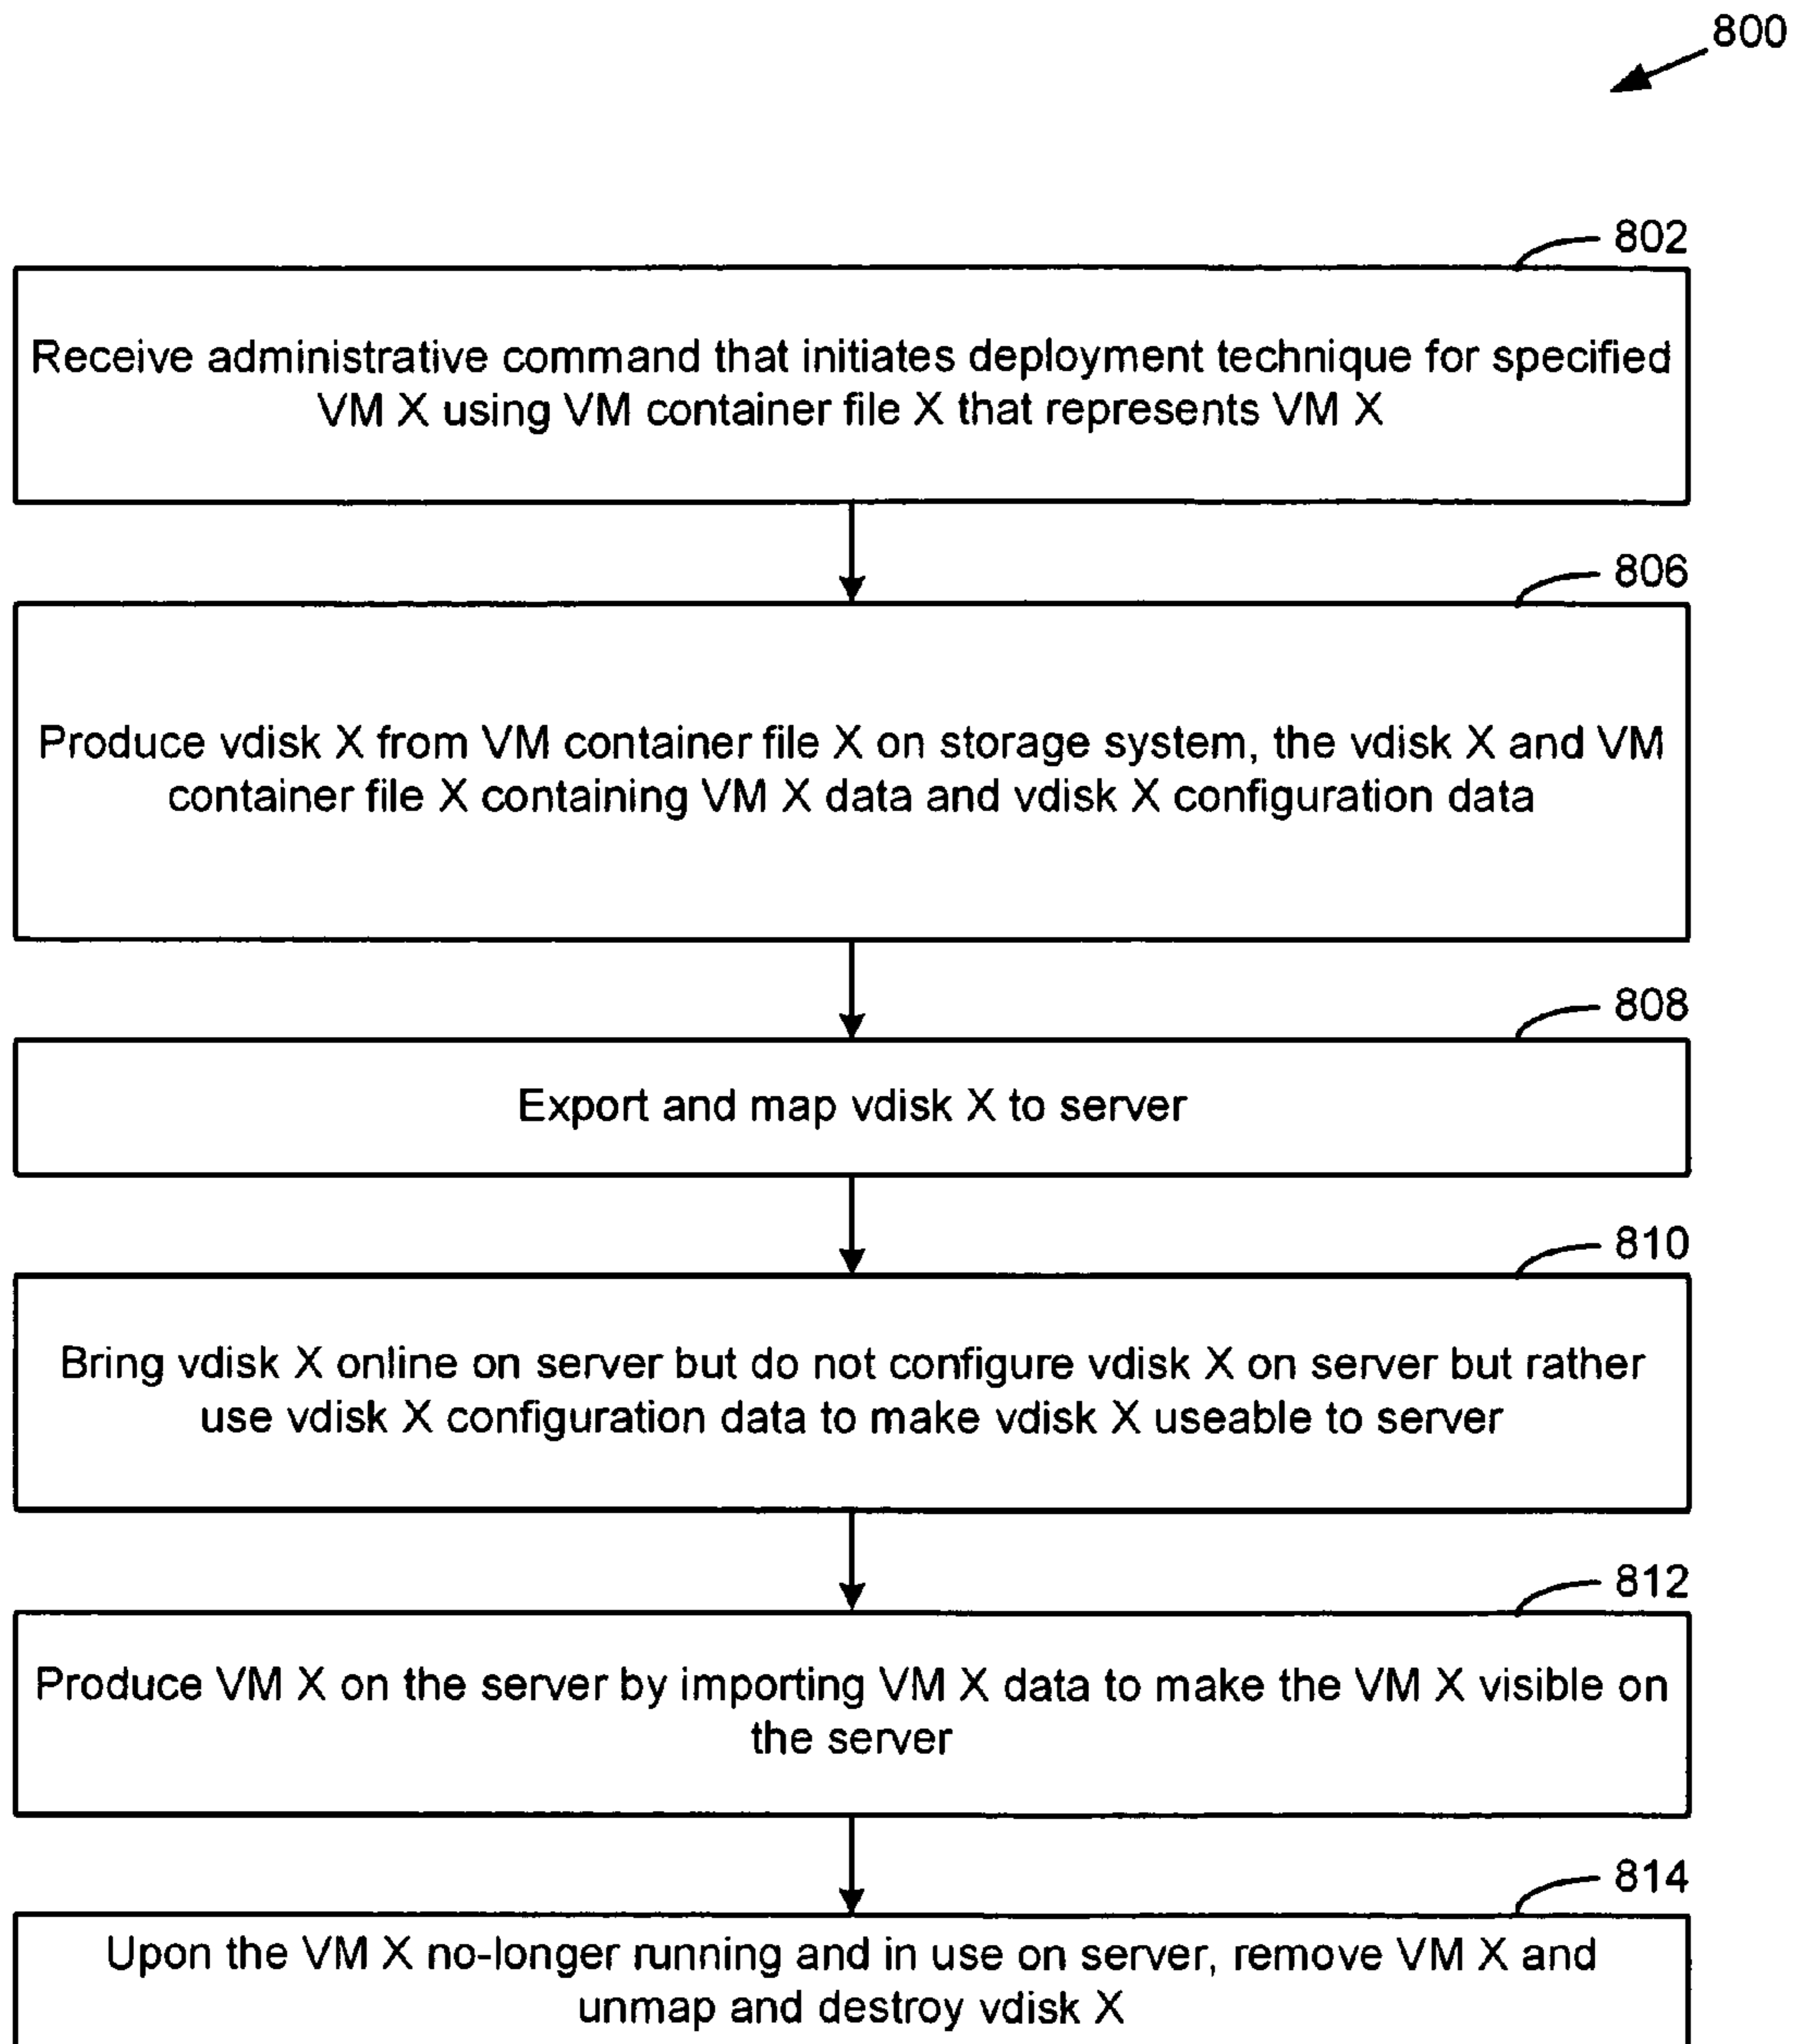 800
802
Receive administrative command that initiates deployment technique for specified
VM X using VM container file X that represents VM X
806
Produce vdisk X from VM container file X on storage system, the vdisk X and VM
container file X containing VM X data and vdisk X configuration data
808
Export and map vdisk X to server
810
Bring vdisk X online on server but do not configure vdisk X on server but rather
use vdisk X configuration data to make vdisk X useable to server
812
Produce VM X on the server by importing VM X data to make the VM X visible on
the server
814
Upon the VM X no-longer running and in use on server, remove VM X and
unmap and destroy vdisk X